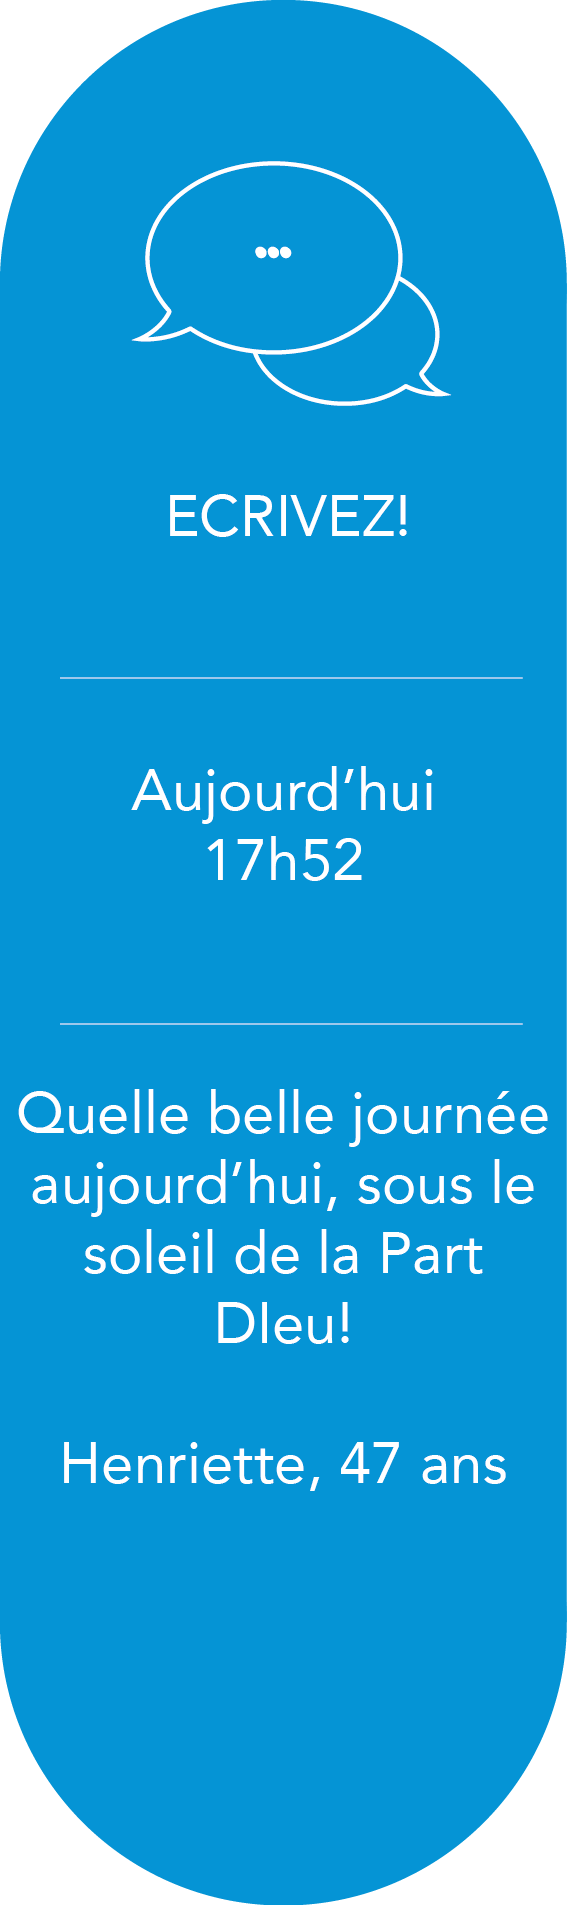 ECRIVEZ!
Aujourd’hui
17h52
Quelle belle journée
aujourd’hui, sous le
soleil de la Part
DIeu!
Henriette, 47 ans